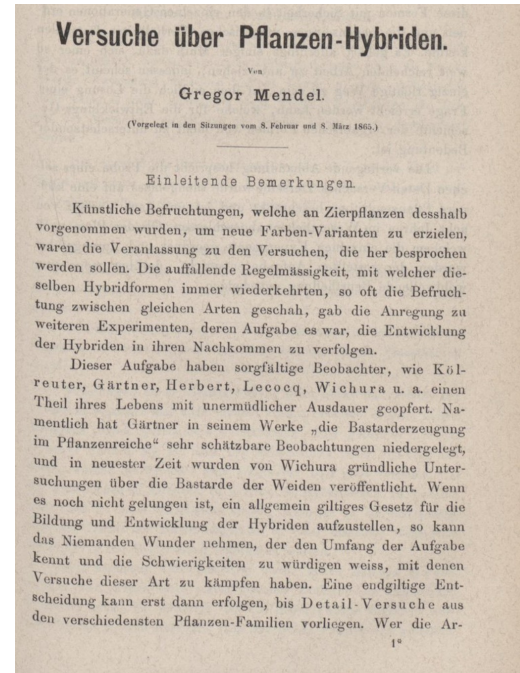 Versuche über Pflanzen-Hybriden.
Von
Gregor Mendel.
(Vorgelegt in den Sitzungen vom 8. Februar und 8. März 1865.)
Einleitende Bemerkungen.
Künstliche Befruchtungen, welche an Zierpflanzen desshalb
vorgenommen wurden, um neue Farben-Varianten zu erzielen,
waren die Veranlassung zu den Versuchen, die her besprochen
werden sollen. Die auffallende Regelmässigkeit, mit welcher die-
selben Hybridformen immer wiederkehrten, so oft die Befruch-
tung zwischen gleichen Arten geschah, gab die Anregung zu
weiteren Experimenten, deren Aufgabe es war, die Entwicklung
der Hybriden in ihren Nachkommen zu verfolgen.
Dieser Aufgabe haben sorgfältige Beobachter, wie Köl-
reuter, Gärtner, Herbert, Lecocq, Wichura u. a. einen
Theil ihres Lebens mit unermüdlicher Ausdauer geopfert. Na-
mentlich hat Gärtner in seinem Werke „die Bastarderzeugung
im Pflanzenreiche“ sehr schätzbare Beobachtungen niedergelegt,
und in neuester Zeit wurden von Wichura gründliche Unter-
suchungen über die Bastarde der Weiden veröffentlicht. Wenn
es noch nicht gelungen ist, ein allgemein giltiges Gesetz für die
Bildung und Entwicklung der Hybriden aufzustellen, so kann
das Niemanden Wunder nehmen, der den Umfang der Aufgabe
kennt und die Schwierigkeiten zu würdigen weiss, mit denen
Versuche dieser Art zu kämpfen haben. Eine endgiltige Ent-
scheidung kann erst dann erfolgen, bis Detail-Versuche aus
den verschiedensten Pflanzen-Familien vorliegen. Wer die Ar-
1*